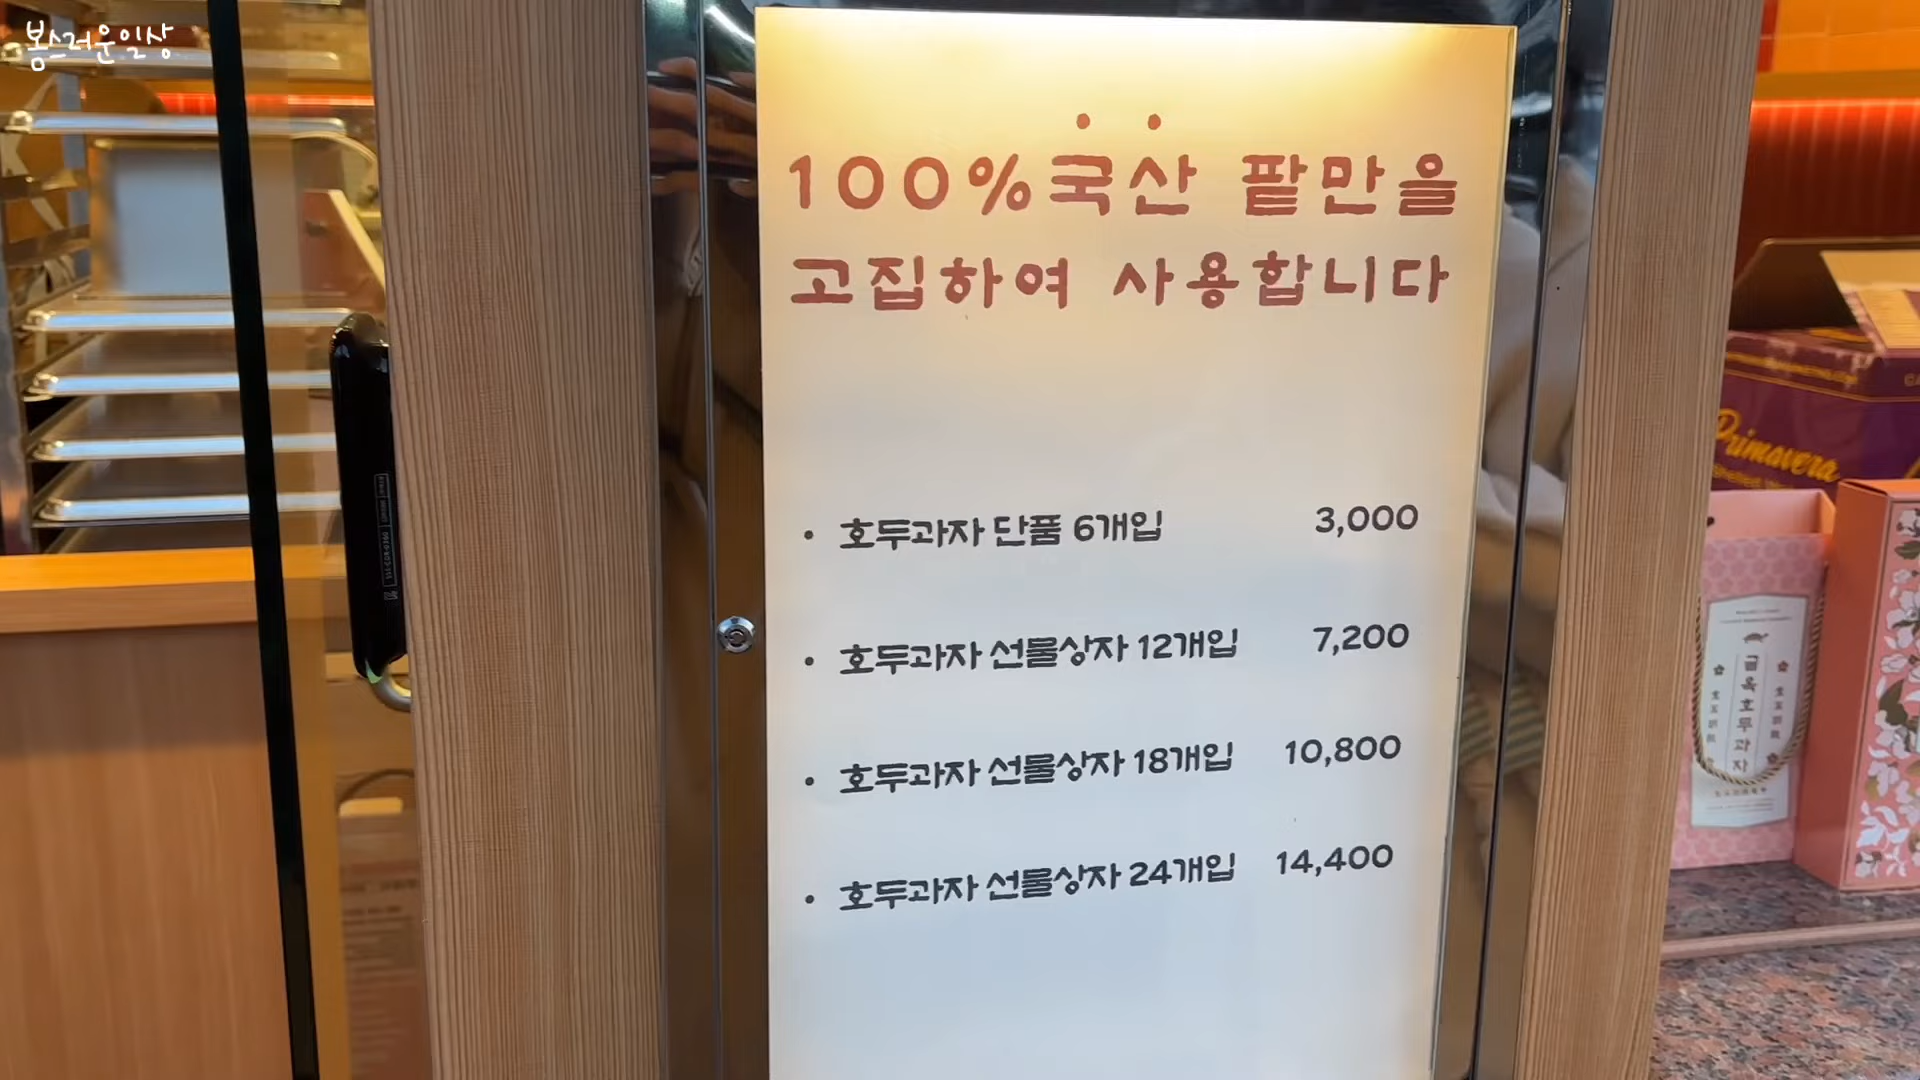 봄스러운일상
100%국산 팥만을
고집하여 사용합니다
• 호두과자 단품 6개입 3,000
• 호두과자 선물상자 12개입 7,200
• 호두과자 선물상자 18개입 10,800
• 호두과자 선물상자 24개입 14,400
Primavera
금옥호두과자